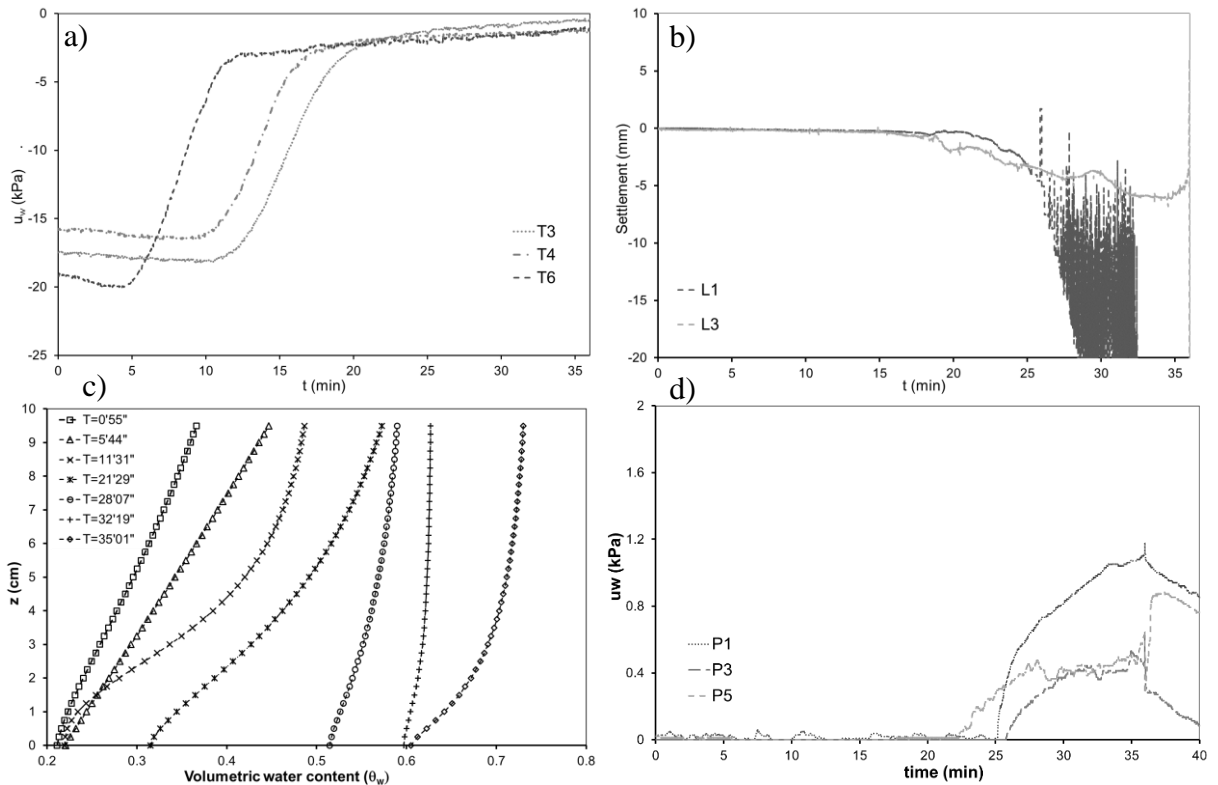 a)
0
-5
-10
-15
-20
-25
u_w (kPa)
0 5 10 15 20 25 30 35
t (min)
T3
T4
T6
b)
10
5
0
-5
-10
-15
-20
Settlement (mm)
0 5 10 15 20 25 30 35
t (min)
L1
L3
c)
10
9
8
7
6
5
4
3
2
1
0
z (cm)
T=0'55"
T=5'44"
T=11'31"
T=21'29"
T=28'07"
T=32'19"
T=35'01"
0.2 0.3 0.4 0.5 0.6 0.7 0.8
Volumetric water content (θ_w)
d)
2
1.6
1.2
0.8
0.4
0
uw (kPa)
0 5 10 15 20 25 30 35 40
time (min)
P1
P3
P5